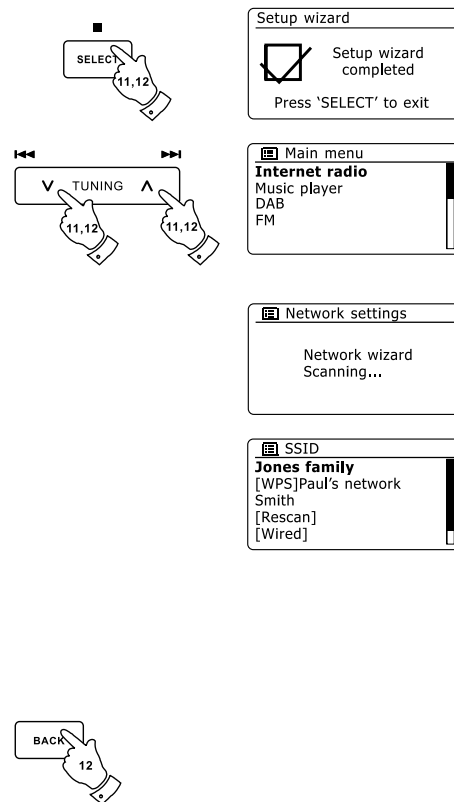 Setup wizard
SELECT
Setup wizard
completed
11,12
Press ‘SELECT’ to exit
TUNING
11,12
11,12
Main menu
Internet radio
Music player
DAB
FM
Network settings
Network wizard
Scanning...
SSID
Jones family
[WPS]Paul's network
Smith
[Rescan]
[Wired]
BACK
12